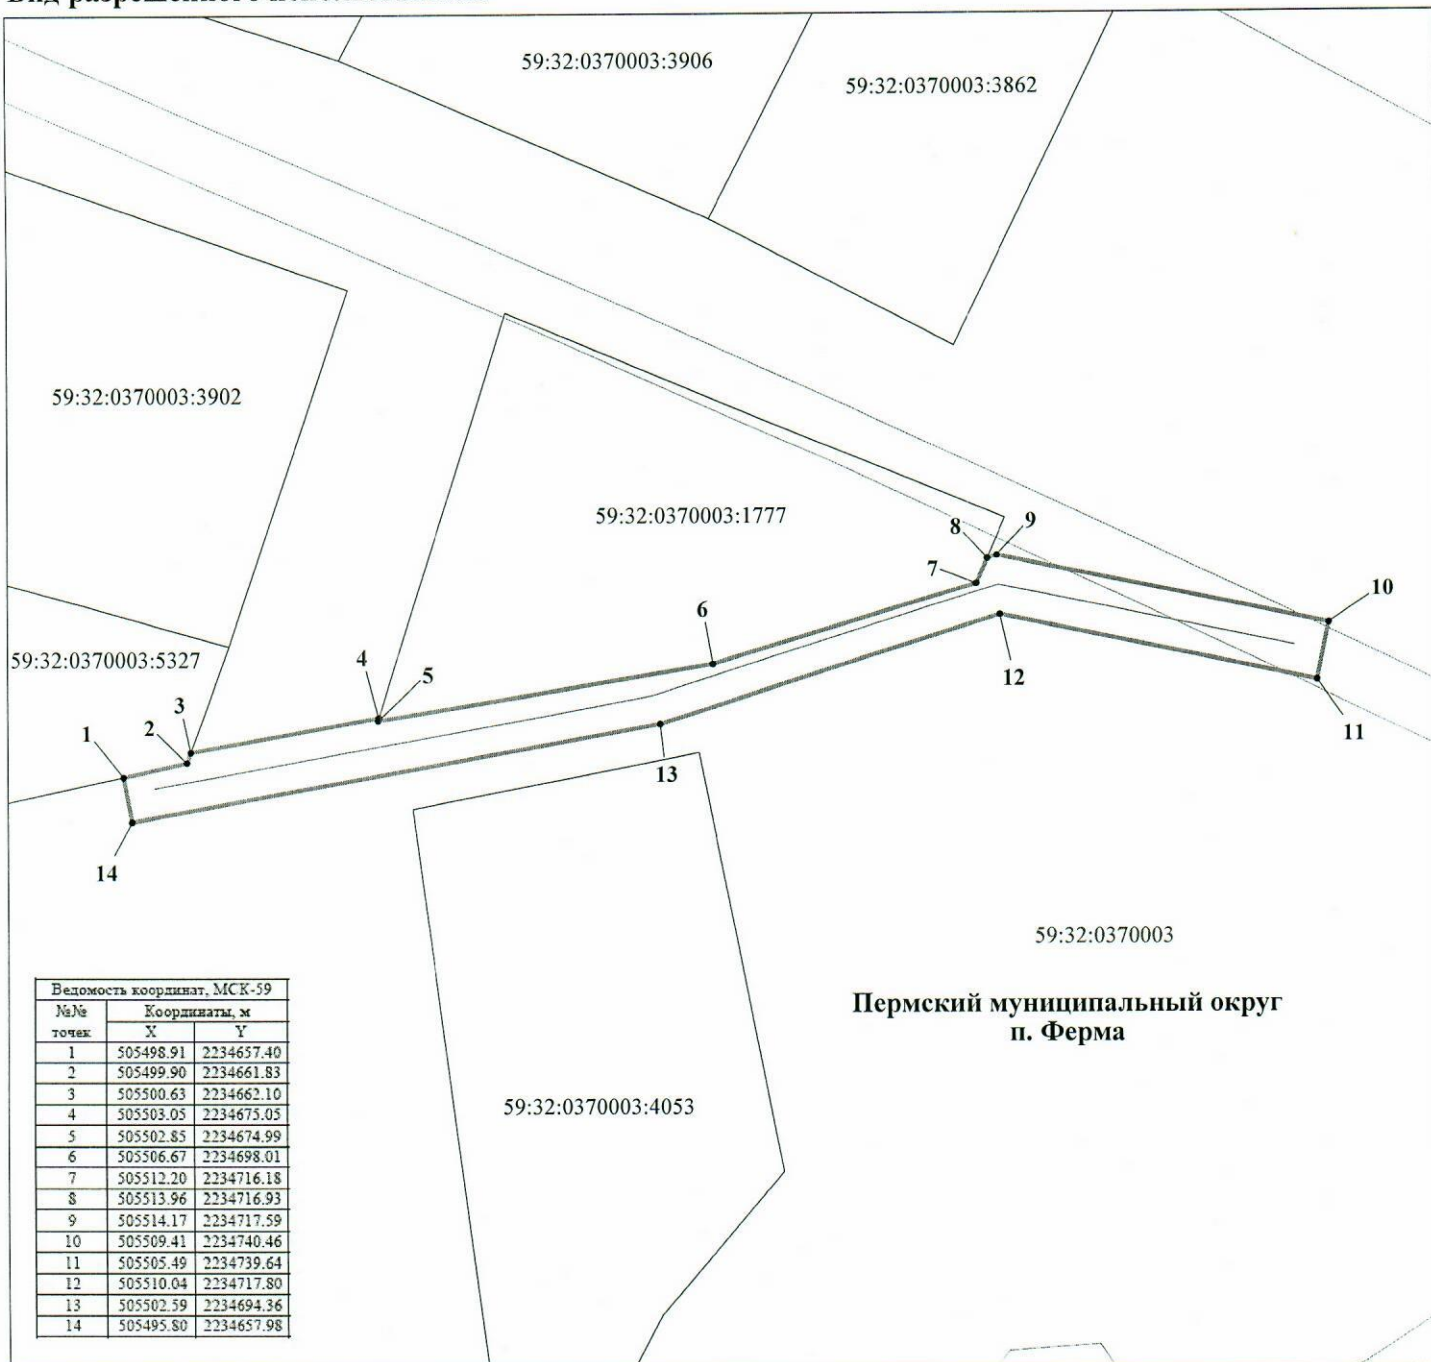 59:32:0370003:3906
59:32:0370003:3862
59:32:0370003:3902
59:32:0370003:1777
8
9
7
10
6
59:32:0370003:5327
4
5
12
3
2
11
1
13
14
59:32:0370003
Пермский муниципальный округ
п. Ферма
59:32:0370003:4053
Ведомость координат, МСК-59
№№ точек Координаты, м
X Y
1 505498.91 2234657.40
2 505499.90 2234661.83
3 505500.63 2234662.10
4 505503.05 2234675.05
5 505502.85 2234674.99
6 505506.67 2234698.01
7 505512.20 2234716.18
8 505513.96 2234716.93
9 505514.17 2234717.59
10 505509.41 2234740.46
11 505505.49 2234739.64
12 505510.04 2234717.80
13 505502.59 2234694.36
14 505495.80 2234657.98